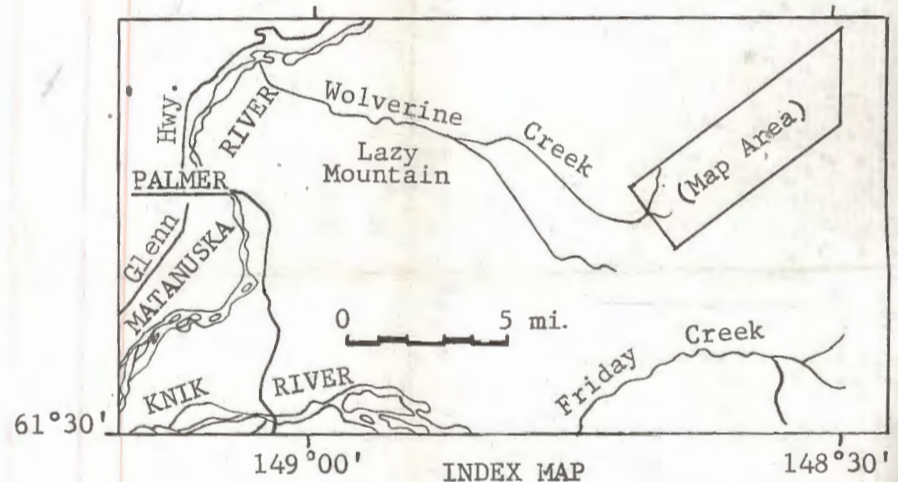 Hwy.
RIVER
Wolverine
Creek
(Map Area)
Lazy
Mountain
PALMER
Glenn
MATANUSKA
0 5 mi.
Creek
Friday
KNIK
RIVER
61°30'
149°00'
148°30'
INDEX MAP